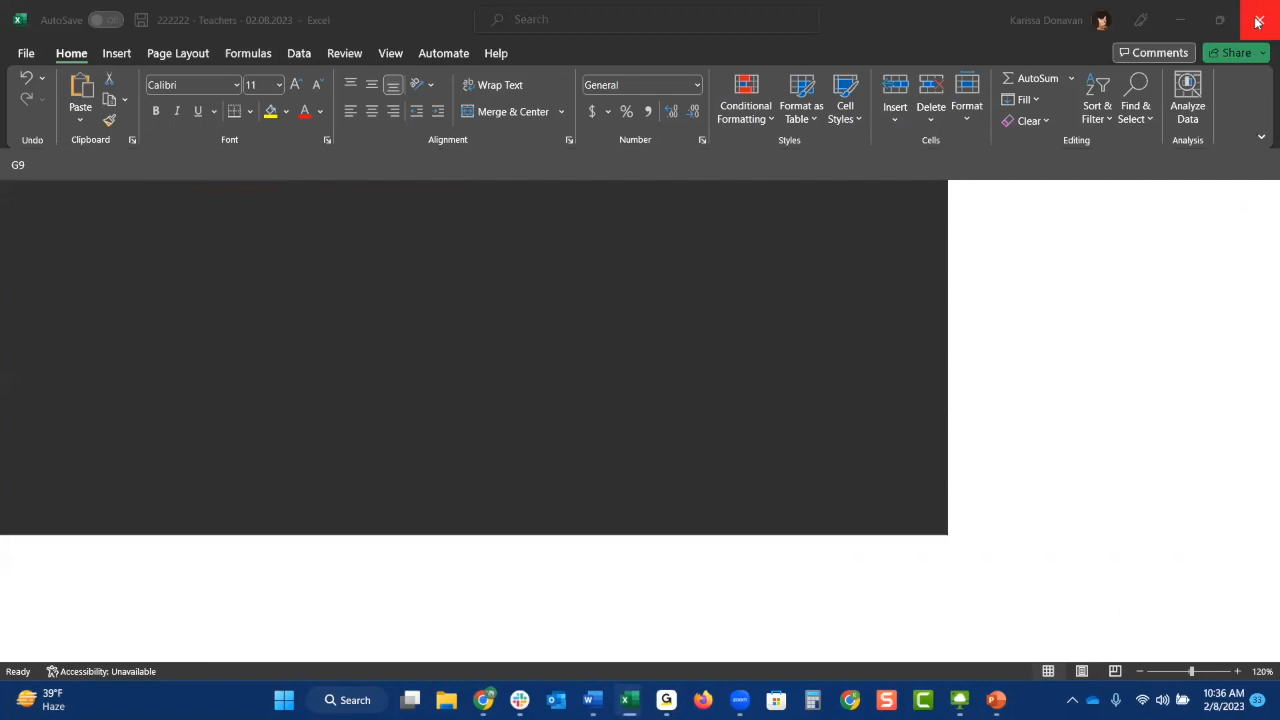 AutoSave Off 222222 - Teachers - 02.08.2023 - Excel Search Karissa Donavan
File Home Insert Page Layout Formulas Data Review View Automate Help Comments Share
Calibri 11 Wrap Text General AutoSum
Paste Merge & Center $ % Conditional Formatting Format as Table Cell Styles Insert Delete Format Fill Sort & Filter Find & Select Analyze Data
B I U A Clear
Undo Clipboard Font Alignment Number Styles Cells Editing Analysis
G9
Ready Accessibility: Unavailable 120%
39°F Search 10:36 AM
Haze 2/8/2023 33